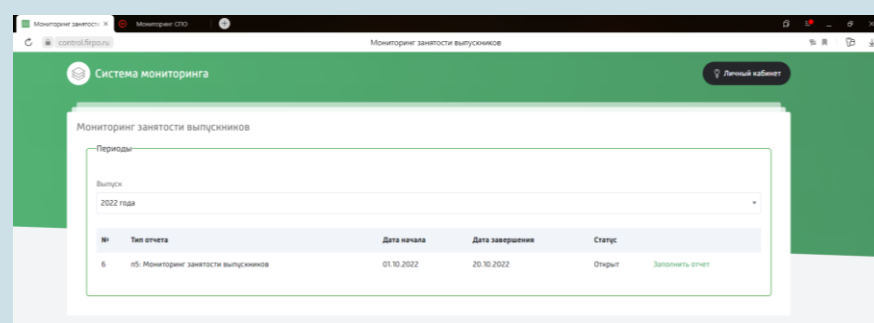 Мониторинг занятости
Мониторинг СПО
control.firpo.ru
Мониторинг занятости выпускников
Система мониторинга
Личный кабинет
Мониторинг занятости выпускников
Периоды
Выпуск
2022 года
№ Тип отчета Дата начала Дата завершения Статус
6 п5: Мониторинг занятости выпускников 01.10.2022 20.10.2022 Открыт Заполнить отчет